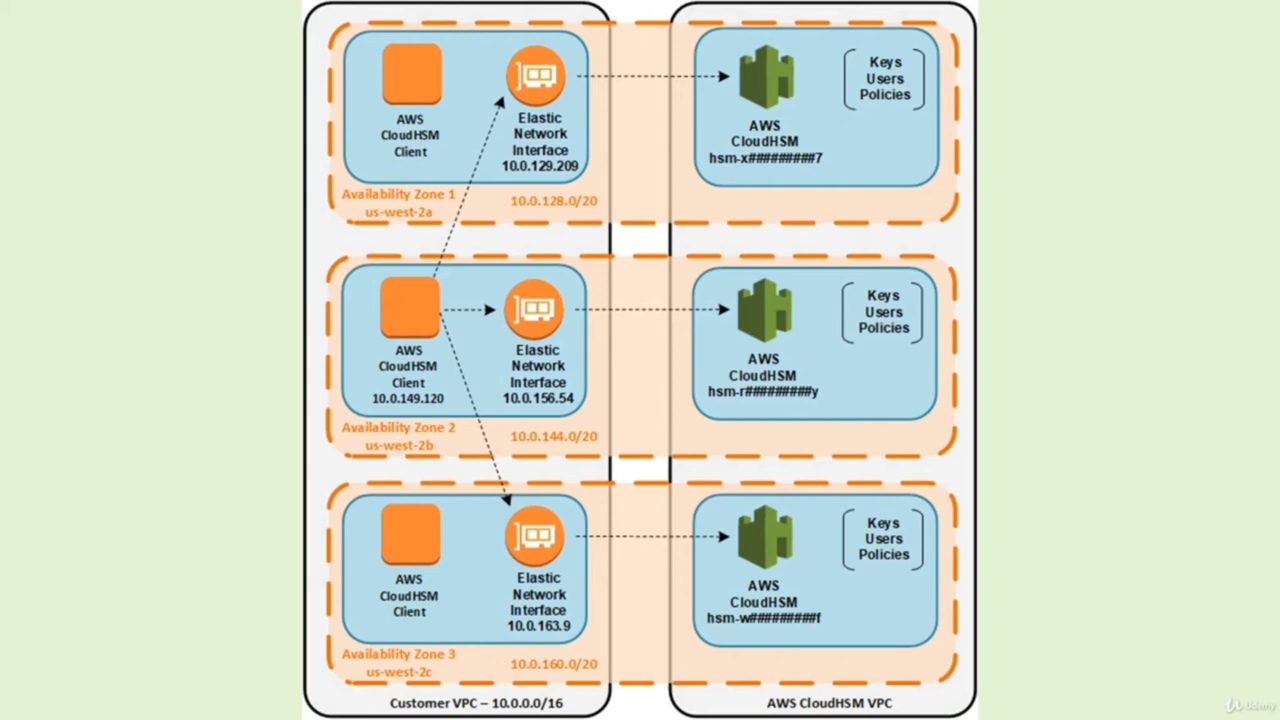 AWS
CloudHSM
Client
Elastic
Network
Interface
10.0.129.209
Availability Zone 1
us-west-2a
10.0.128.0/20
AWS
CloudHSM
hsm-x#########7
Keys
Users
Policies
AWS
CloudHSM
Client
10.0.149.120
Elastic
Network
Interface
10.0.156.54
Availability Zone 2
us-west-2b
10.0.144.0/20
AWS
CloudHSM
hsm-r#########y
Keys
Users
Policies
AWS
CloudHSM
Client
Elastic
Network
Interface
10.0.163.9
Availability Zone 3
us-west-2c
10.0.160.0/20
AWS
CloudHSM
hsm-w#########f
Keys
Users
Policies
Customer VPC – 10.0.0.0/16
AWS CloudHSM VPC
Udemy